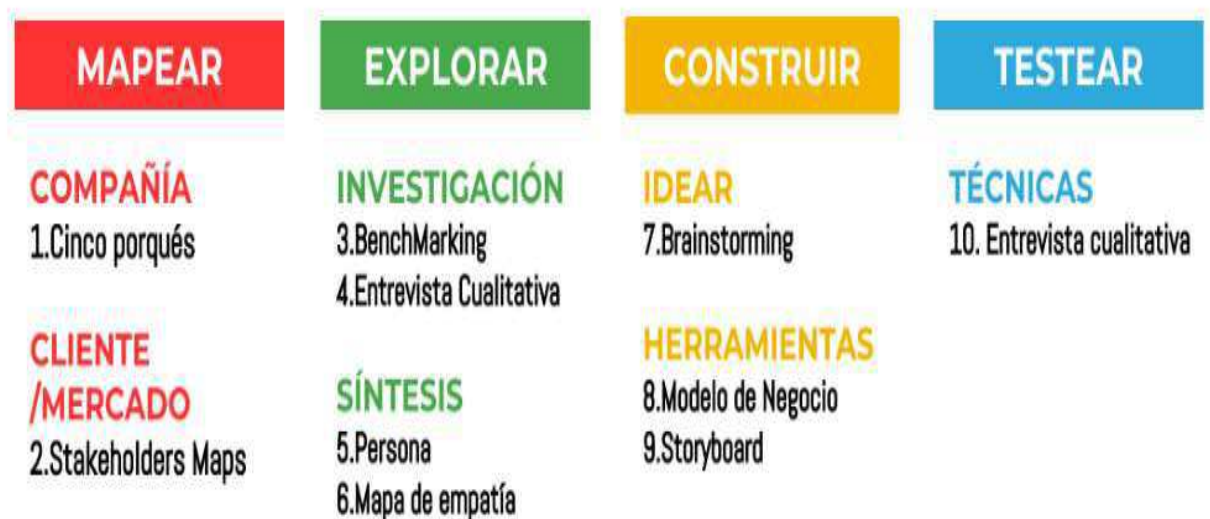 MAPEAR
COMPAÑÍA
1.Cinco porqués
CLIENTE
/MERCADO
2.Stakeholders Maps
EXPLORAR
INVESTIGACIÓN
3.BenchMarking
4.Entrevista Cualitativa
SÍNTESIS
5.Persona
6.Mapa de empatía
CONSTRUIR
IDEAR
7.Brainstorming
HERRAMIENTAS
8.Modelo de Negocio
9.Storyboard
TESTEAR
TÉCNICAS
10. Entrevista cualitativa